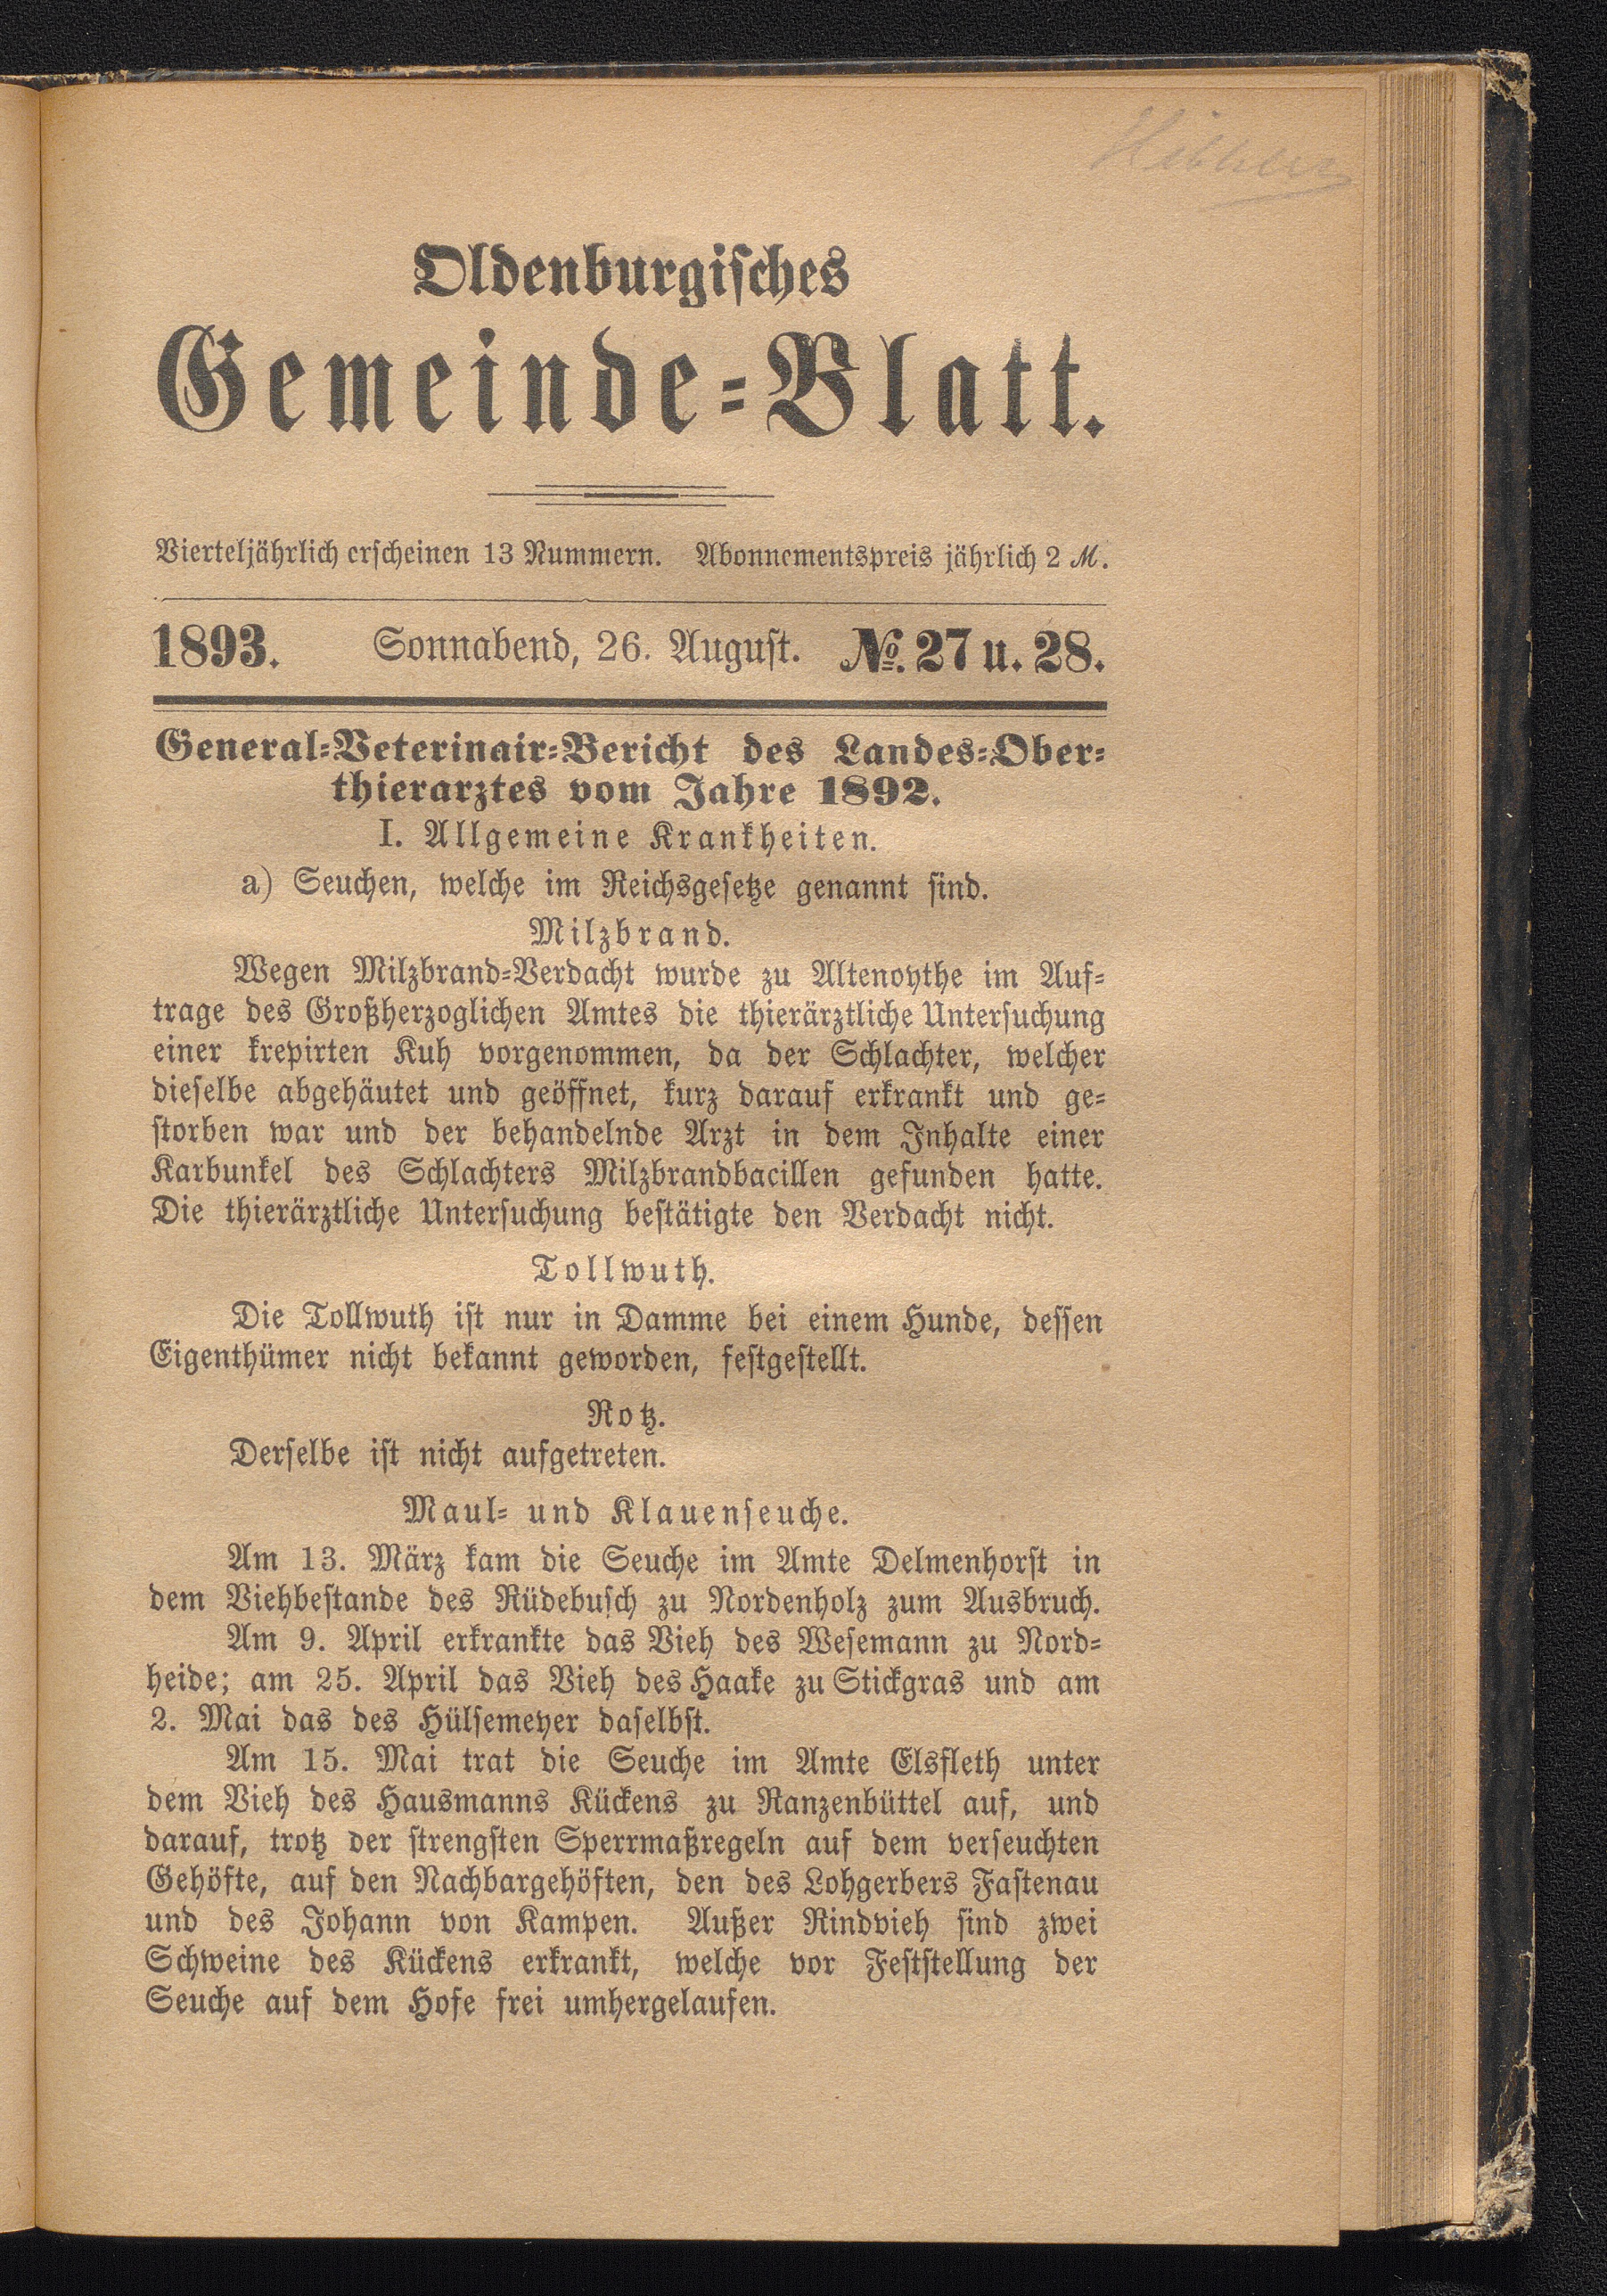 Oldenburgisches
Gemeinde-Blatt.
Vierteljährlich erscheinen 13 Nummern. Abonnementspreis jährlich 2 M.
1893. Sonnabend, 26. August. №. 27 u. 28.
General-Veterinair-Bericht des Landes-Ober-
thierarztes vom Jahre 1892.
I. Allgemeine Krankheiten.
a) Seuchen, welche im Reichsgesetze genannt sind.
Milzbrand.
Wegen Milzbrand-Verdacht wurde zu Altenoythe im Auf-
trage des Großherzoglichen Amtes die thierärztliche Untersuchung
einer krepirten Kuh vorgenommen, da der Schlachter, welcher
dieselbe abgehäutet und geöffnet, kurz darauf erkrankt und ge-
storben war und der behandelnde Arzt in dem Inhalte einer
Karbunkel des Schlachters Milzbrandbacillen gefunden hatte.
Die thierärztliche Untersuchung bestätigte den Verdacht nicht.
Tollwuth.
Die Tollwuth ist nur in Damme bei einem Hunde, dessen
Eigenthümer nicht bekannt geworden, festgestellt.
Rotz.
Derselbe ist nicht aufgetreten.
Maul- und Klauenseuche.
Am 13. März kam die Seuche im Amte Delmenhorst in
dem Viehbestande des Rüdebusch zu Nordenholz zum Ausbruch.
Am 9. April erkrankte das Vieh des Wesemann zu Nord-
heide; am 25. April das Vieh des Haake zu Stickgras und am
2. Mai das des Hülsemeyer daselbst.
Am 15. Mai trat die Seuche im Amte Elsfleth unter
dem Vieh des Hausmanns Kückens zu Ranzenbüttel auf, und
darauf, trotz der strengsten Sperrmaßregeln auf dem verseuchten
Gehöfte, auf den Nachbargehöften, den des Lohgerbers Fastenau
und des Johann von Kampen. Außer Rindvieh sind zwei
Schweine des Kückens erkrankt, welche vor Feststellung der
Seuche auf dem Hofe frei umhergelaufen.